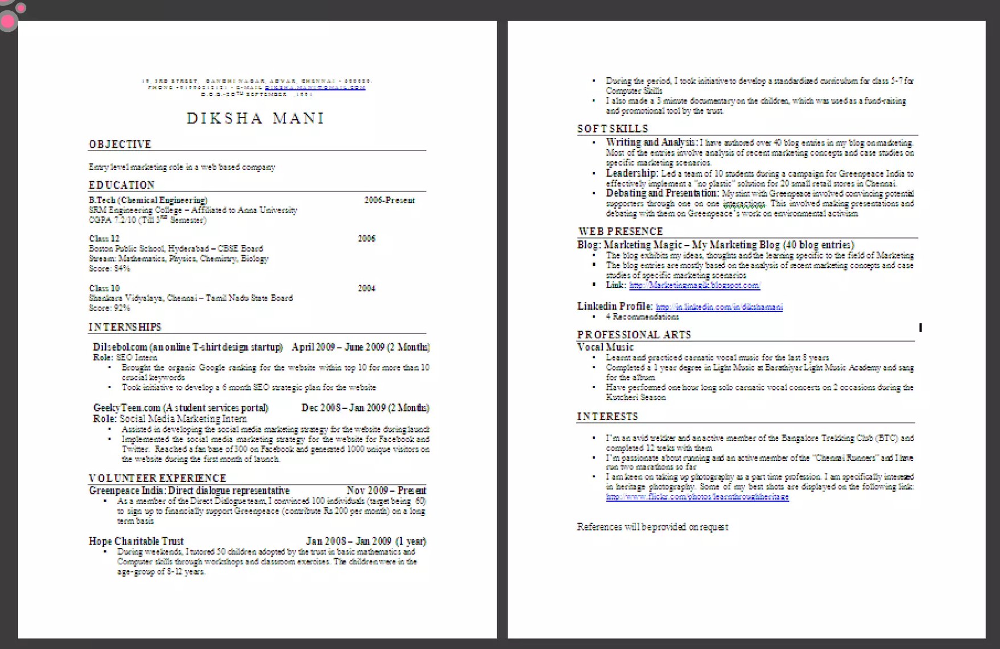 19, 3RD STREET, GANDHI NAGAR, ADYAR, CHENNAI - 600020.
E-MAIL DIKSHA.MANI@GMAIL.COM
SEPTEMBER
DIKSHA MANI
OBJECTIVE
Entry level marketing role in a web based company
EDUCATION
B.Tech (Chemical Engineering) 2006-Present
SRM Engineering College – Affiliated to Anna University
CGPA 7.2/10 (Till Semester)
Class 12 2006
Boston Public School, Hyderabad – CBSE Board
Stream: Mathematics, Physics, Chemistry, Biology
Score: 84%
Class 10 2004
Shankara Vidyalaya, Chennai – Tamil Nadu State Board
Score: 92%
INTERNSHIPS
Dilsebol.com (an online T-shirt design startup) April 2009 – June 2009 (2 Months)
Role: SEO Intern
• Brought the organic Google ranking for the website within top 10 for more than 10
crucial keywords
• Took initiative to develop a 6 month SEO strategic plan for the website
GeekyTeen.com (A student services portal) Dec 2008 – Jan 2009 (2 Months)
Role: Social Media Marketing Intern
• Assisted in developing the social media marketing strategy for the website during launch
• Implemented the social media marketing strategy for the website for Facebook and
Twitter. Reached a fan base of on Facebook and generated 1000 unique visitors on
the website during the first month of launch.
VOLUNTEER EXPERIENCE
Greenpeace India: Direct dialogue representative Nov 2009 – Present
• As a member of the Direct Dialogue team, I convinced 100 individuals (target being 60)
to sign up to financially support Greenpeace (contribute Rs 200 per month) on a long
term basis
Hope Charitable Trust Jan 2008 – Jan 2009 (1 year)
• During weekends, I tutored 50 children adopted by the trust in basic mathematics and
Computer skills through workshops and classroom exercises. The children were in the
age-group of 8-12 years.
• During the period, I took initiative to develop a standardized curriculum for class 5-7 for
Computer Skills
• I also made a 3 minute documentary on the children, which was used as a fund-raising
and promotional tool by the trust.
SOFT SKILLS
• Writing and Analysis: I have authored over 40 blog entries in my blog on marketing.
Most of the entries involve analysis of recent marketing concepts and case studies on
specific marketing scenarios.
• Leadership: Led a team of 10 students during a campaign for Greenpeace India to
effectively implement a "no plastic" solution for 20 small retail stores in Chennai.
• Debating and Presentation: My stint with Greenpeace involved convincing potential
supporters through one on one interactions. This involved making presentations and
debating with them on Greenpeace's work on environmental activism
WEB PRESENCE
Blog: Marketing Magic – My Marketing Blog (40 blog entries)
• The blog exhibits my ideas, thoughts and the learning specific to the field of Marketing
• The blog entries are mostly based on the analysis of recent marketing concepts and case
studies of specific marketing scenarios
• Link: http://Marketingmagik.blogspot.com/
Linkedin Profile: http://in.linkedin.com/in/dikshamani
• 4 Recommendations
PROFESSIONAL ARTS
Vocal Music
• Learnt and practiced carnatic vocal music for the last 8 years
• Completed a 1 year degree in Light Music at Barathiyar Light Music Academy and sang
for the album
• Have performed one hour long solo carnatic vocal concerts on 2 occasions during the
Kutcheri Season
INTERESTS
• I'm an avid trekker and an active member of the Bangalore Trekking Club (BTC) and
completed 12 treks with them
• I'm passionate about running and an active member of the "Chennai Runners" and I have
run two marathons so far
• I am keen on taking up photography as a part time profession. I am specifically interested
in heritage photography. Some of my best shots are displayed on the following link:
http://www.flickr.com/photos/learnthroughheritage
References will be provided on request